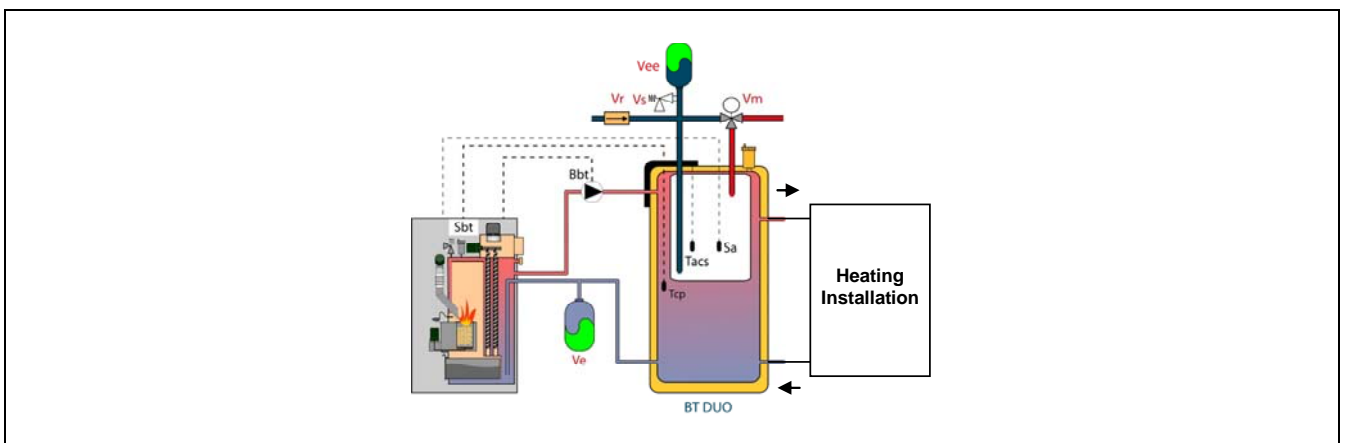 Vee
Vr
Vs
Vm
Bbt
Sbt
Sa
Tacs
Tcp
Heating
Installation
Ve
BT DUO